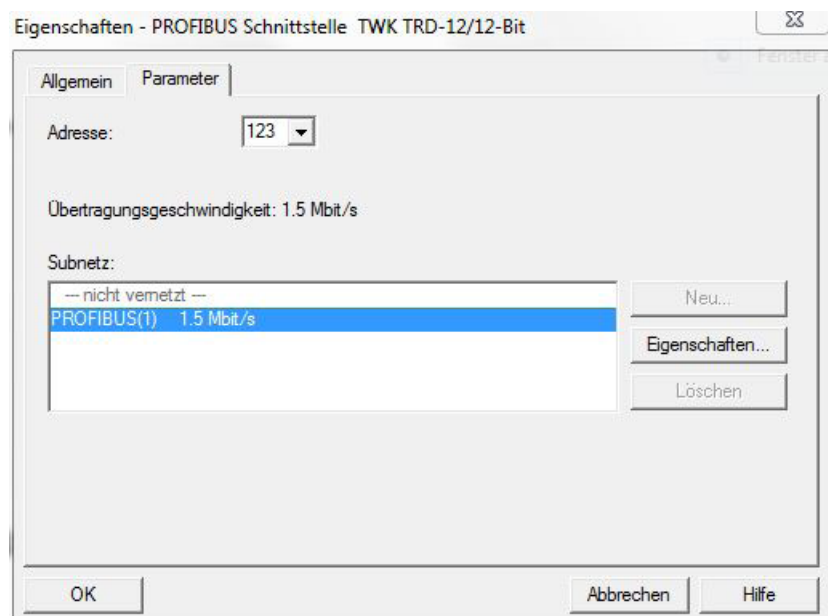 Eigenschaften - PROFIBUS Schnittstelle TWK TRD-12/12-Bit
Fenster
Allgemein
Parameter
Adresse:
123
Übertragungsgeschwindigkeit: 1.5 Mbit/s
Subnetz:
--- nicht vernetzt ---
PROFIBUS(1) 1.5 Mbit/s
Neu...
Eigenschaften...
Löschen
OK
Abbrechen
Hilfe